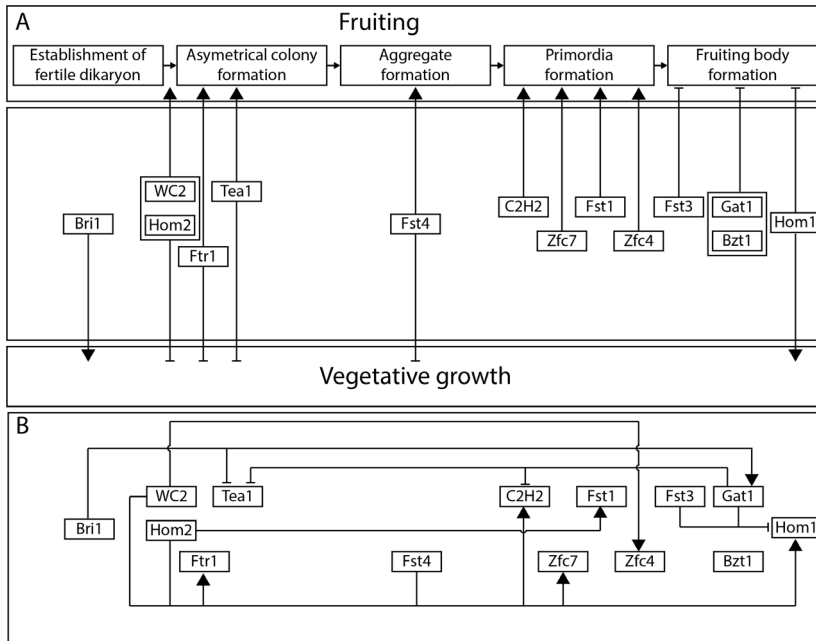 A
Fruiting
Establishment of
fertile dikaryon
Asymetrical colony
formation
Aggregate
formation
Primordia
formation
Fruiting body
formation
WC2
Tea1
Bri1
Hom2
Ftr1
Fst4
C2H2
Fst1
Zfc7
Zfc4
Fst3
Gat1
Hom1
Bzt1
Vegetative growth
B
WC2
Tea1
C2H2
Fst1
Fst3
Gat1
Bri1
Hom2
Hom1
Ftr1
Fst4
Zfc7
Zfc4
Bzt1